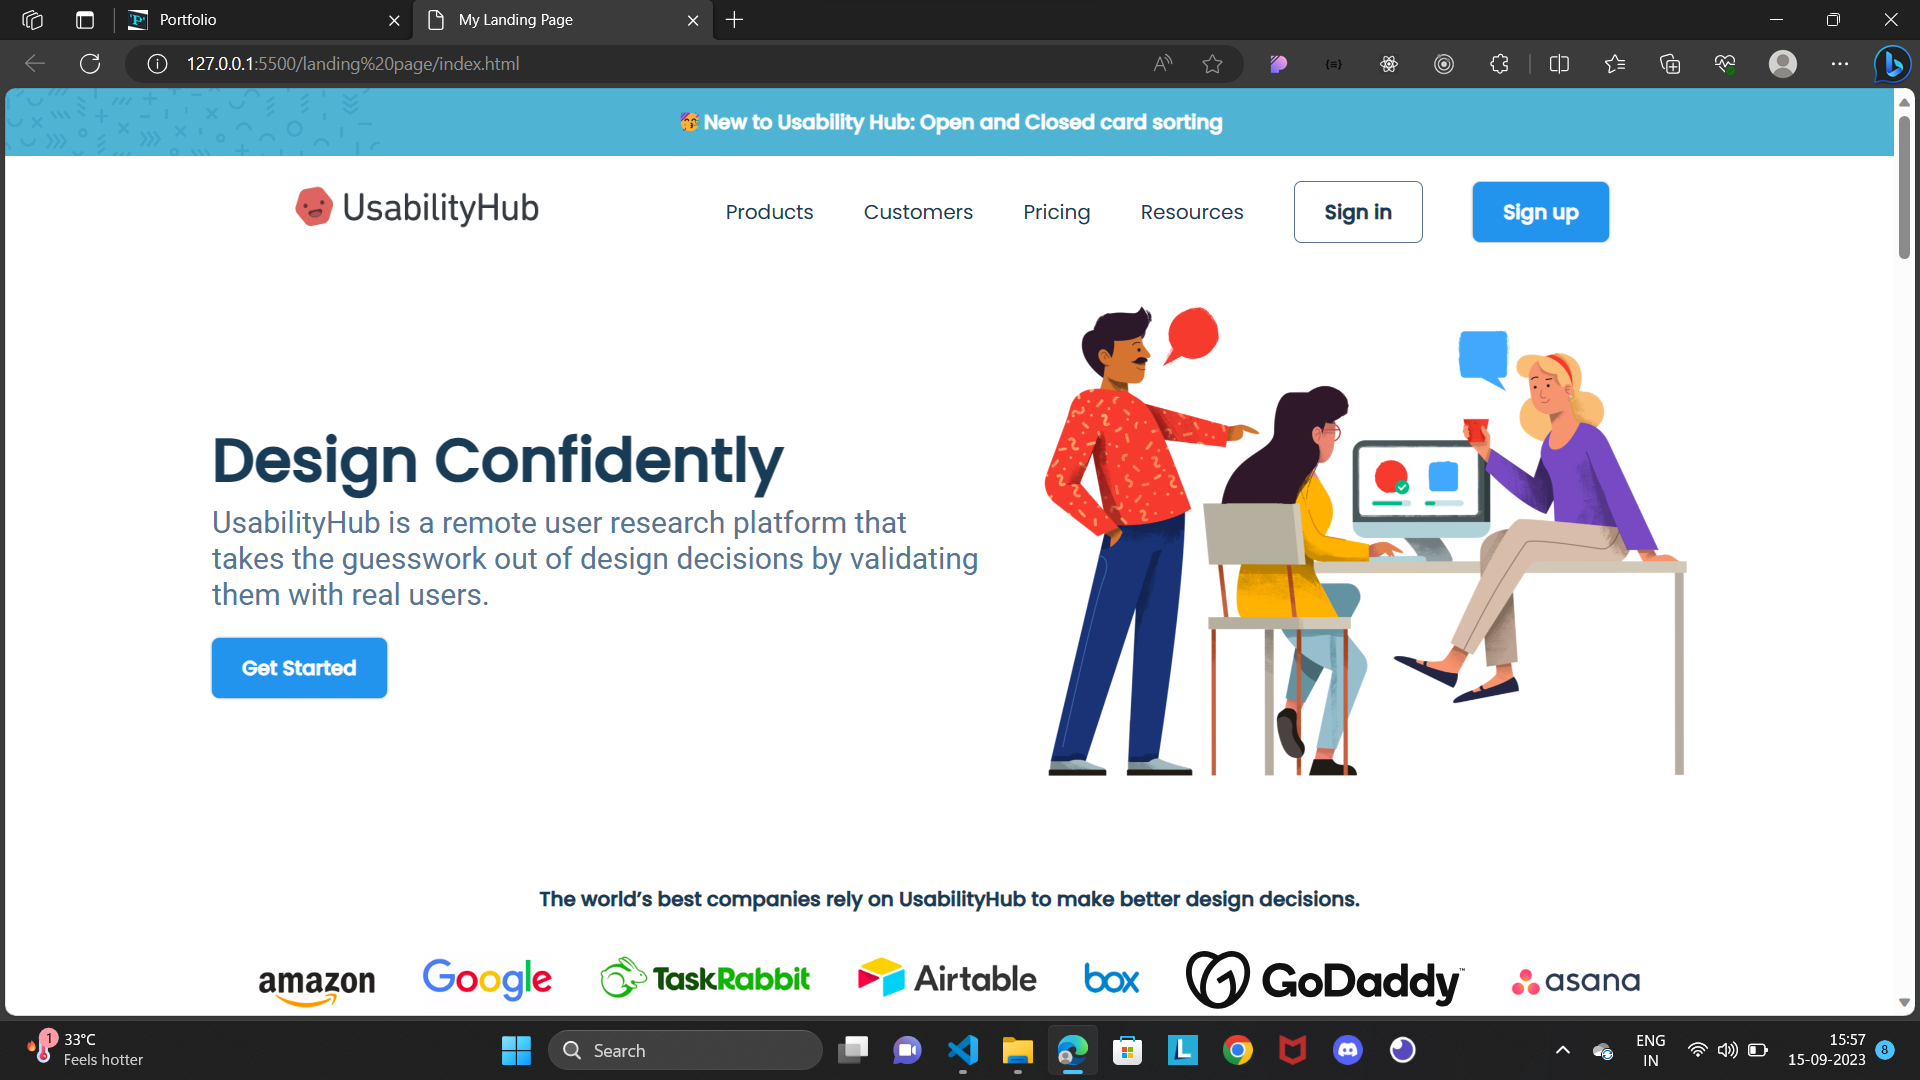 Portfolio
My Landing Page
127.0.0.1:5500/landing%20page/index.html
New to Usability Hub: Open and Closed card sorting
UsabilityHub
Products
Customers
Pricing
Resources
Sign in
Sign up
Design Confidently
UsabilityHub is a remote user research platform that
takes the guesswork out of design decisions by validating
them with real users.
Get Started
The world’s best companies rely on UsabilityHub to make better design decisions.
amazon
Google
TaskRabbit
Airtable
box
GoDaddy™
asana
1
33°C
Feels hotter
Search
L
ENG
IN
15:57
15-09-2023
8